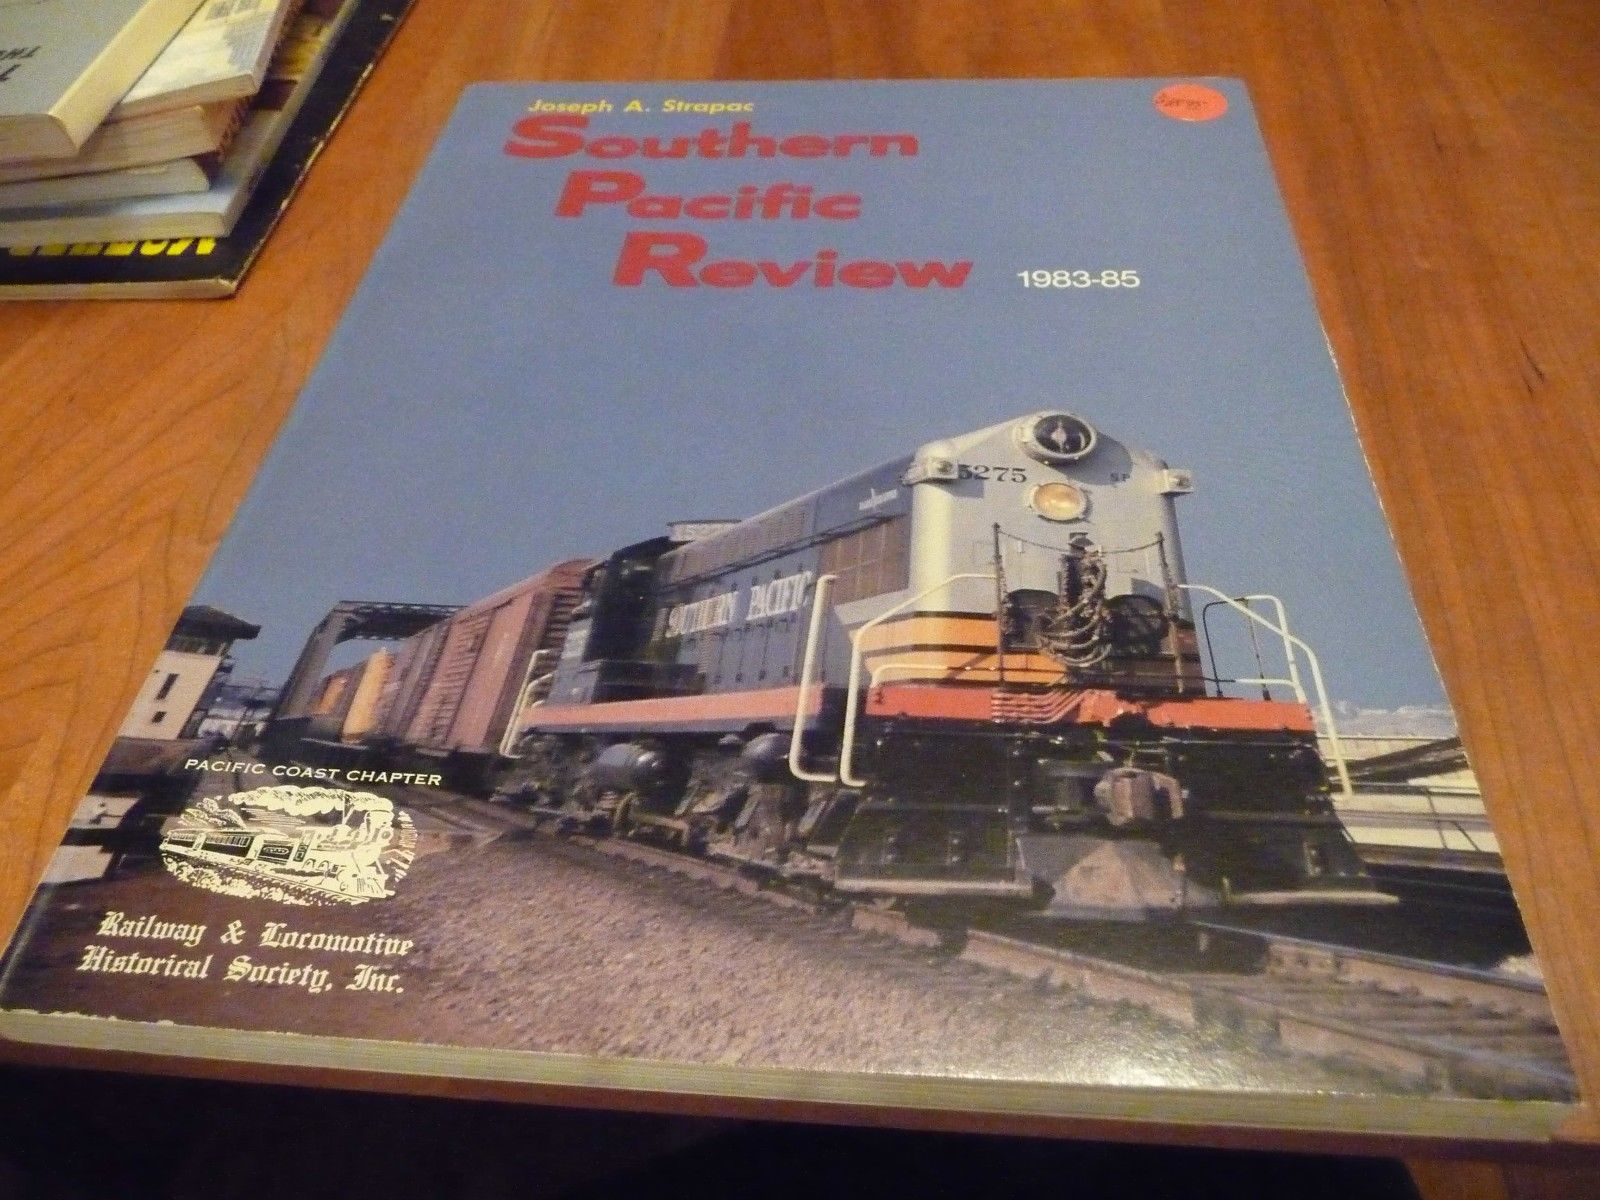 Joseph A. Strapac
Southern
Pacific
Review 1983-85
5275
SP
SOUTHERN PACIFIC
PACIFIC COAST CHAPTER
Railway & Locomotive
Historical Society, Inc.